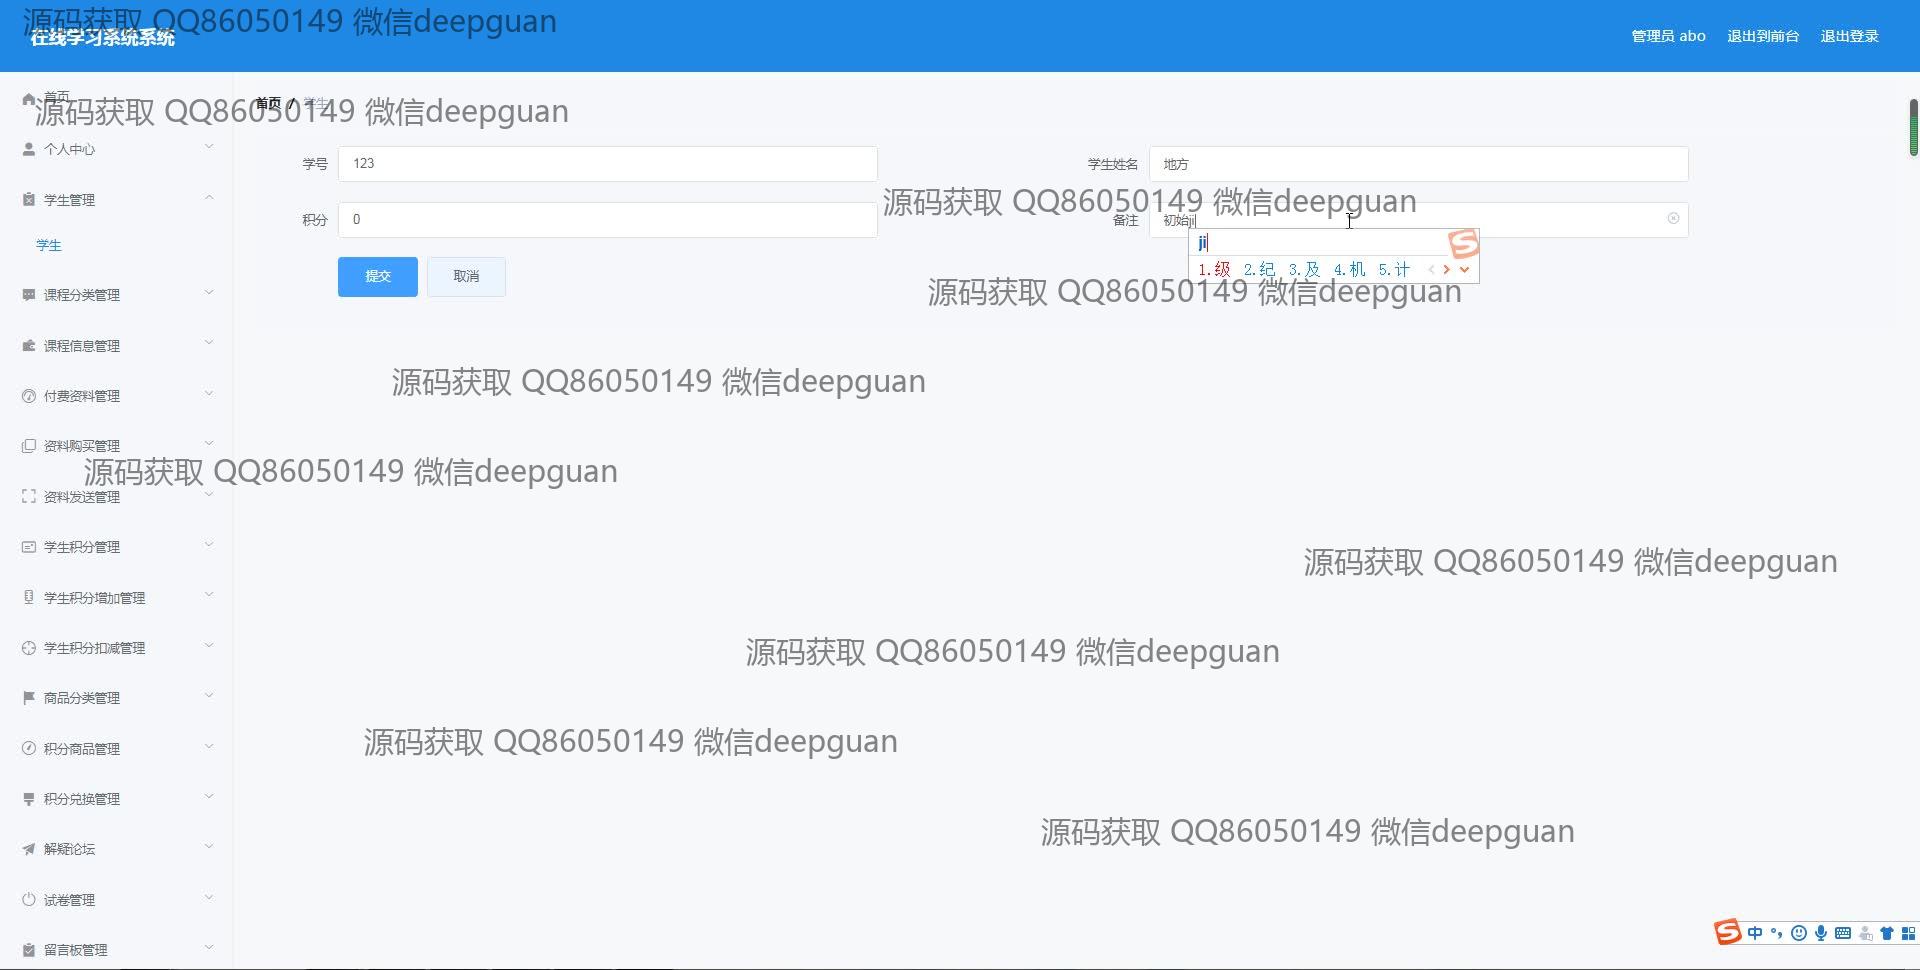 源码获取 QQ86050149 微信deepguan
在线学习系统系统
管理员 abo 退出到前台 退出登录
首页
首页 / 学生
源码获取 QQ86050149 微信deepguan
个人中心
学号 123 学生姓名 地方
学生管理
源码获取 QQ86050149 微信deepguan
积分 0 备注 初始ji
学生
ji
1.级 2.纪 3.及 4.机 5.计
提交 取消
源码获取 QQ86050149 微信deepguan
课程分类管理
课程信息管理
源码获取 QQ86050149 微信deepguan
付费资料管理
资料购买管理
源码获取 QQ86050149 微信deepguan
资料发送管理
学生积分管理
源码获取 QQ86050149 微信deepguan
学生积分增加管理
学生积分扣减管理
源码获取 QQ86050149 微信deepguan
商品分类管理
积分商品管理
源码获取 QQ86050149 微信deepguan
积分兑换管理
源码获取 QQ86050149 微信deepguan
解疑论坛
试卷管理
中
留言板管理